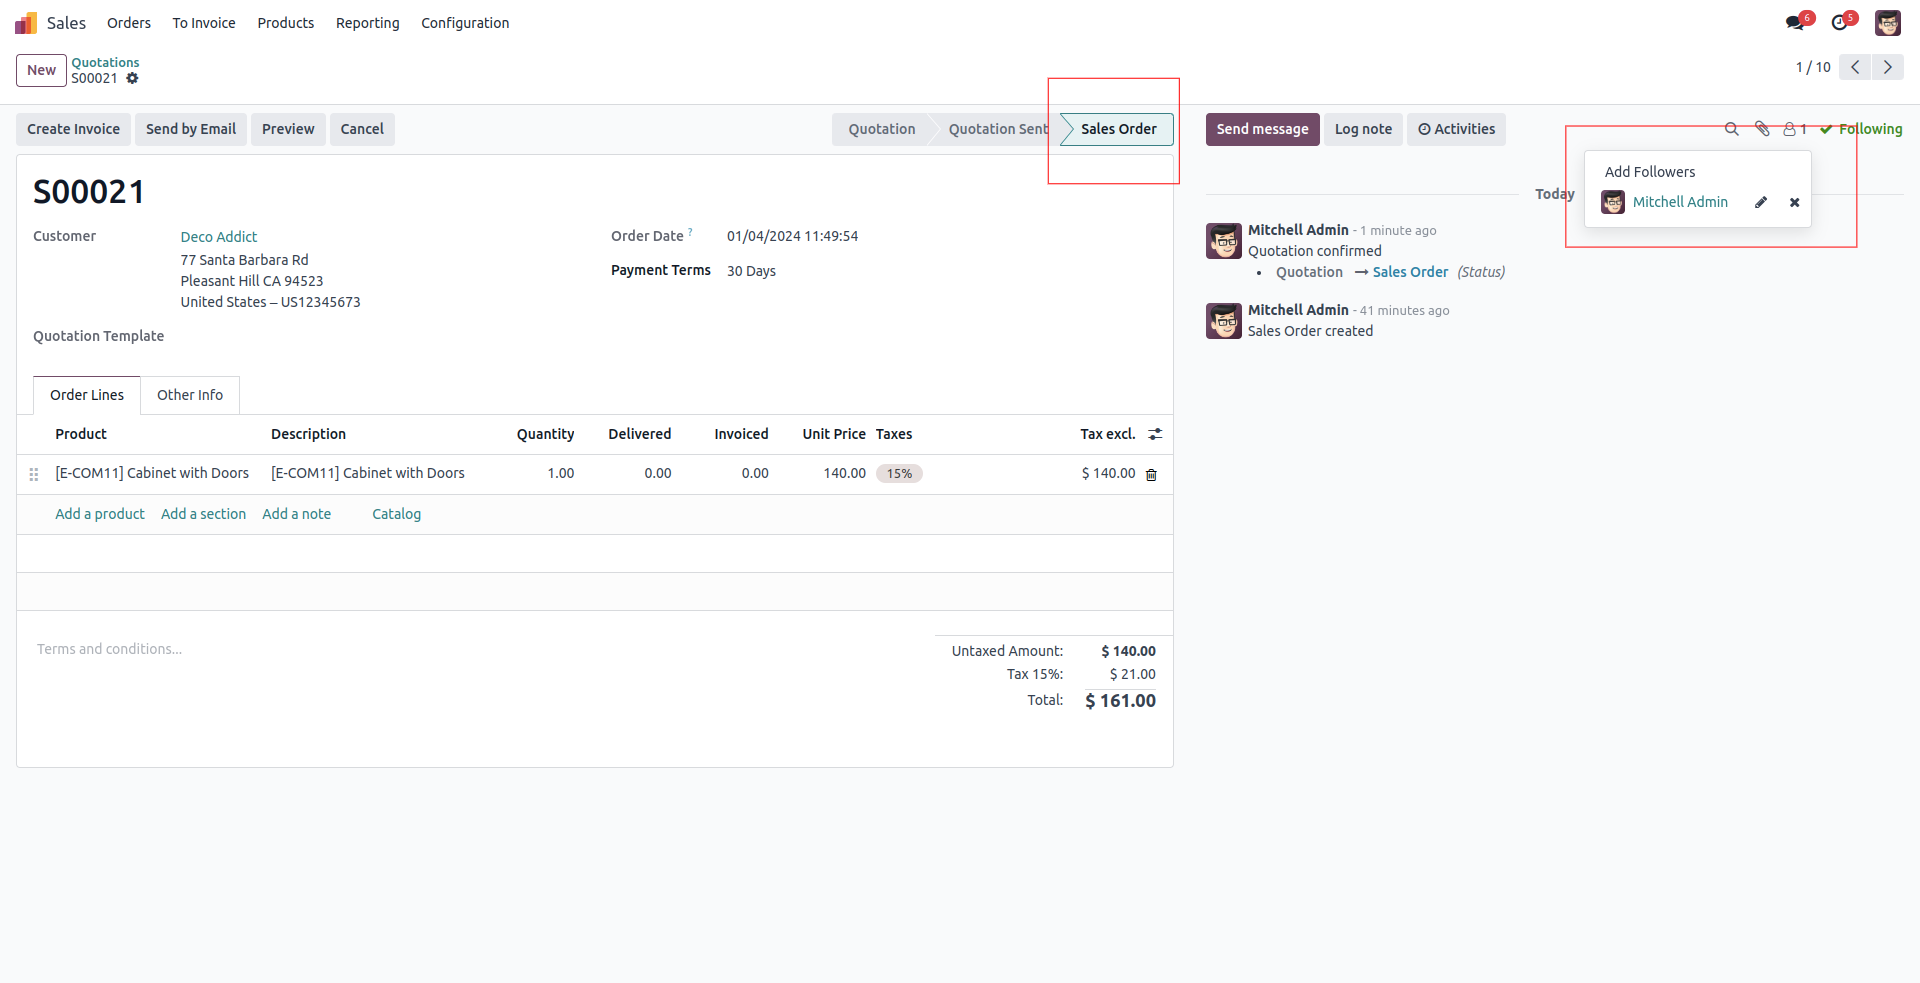 Sales Orders To Invoice Products Reporting Configuration 6 5
New Quotations
S00021
1 / 10
Create Invoice Send by Email Preview Cancel Quotation Quotation Sent Sales Order
Send message Log note Activities 1 Following
S00021
Customer Deco Addict
77 Santa Barbara Rd
Pleasant Hill CA 94523
United States – US12345673
Order Date ? 01/04/2024 11:49:54
Payment Terms 30 Days
Quotation Template
Order Lines Other Info
Product Description Quantity Delivered Invoiced Unit Price Taxes Tax excl.
[E-COM11] Cabinet with Doors [E-COM11] Cabinet with Doors 1.00 0.00 0.00 140.00 15% $ 140.00
Add a product Add a section Add a note Catalog
Terms and conditions...
Untaxed Amount: $ 140.00
Tax 15%: $ 21.00
Total: $ 161.00
Add Followers
Mitchell Admin
Today
Mitchell Admin - 1 minute ago
Quotation confirmed
• Quotation → Sales Order (Status)
Mitchell Admin - 41 minutes ago
Sales Order created